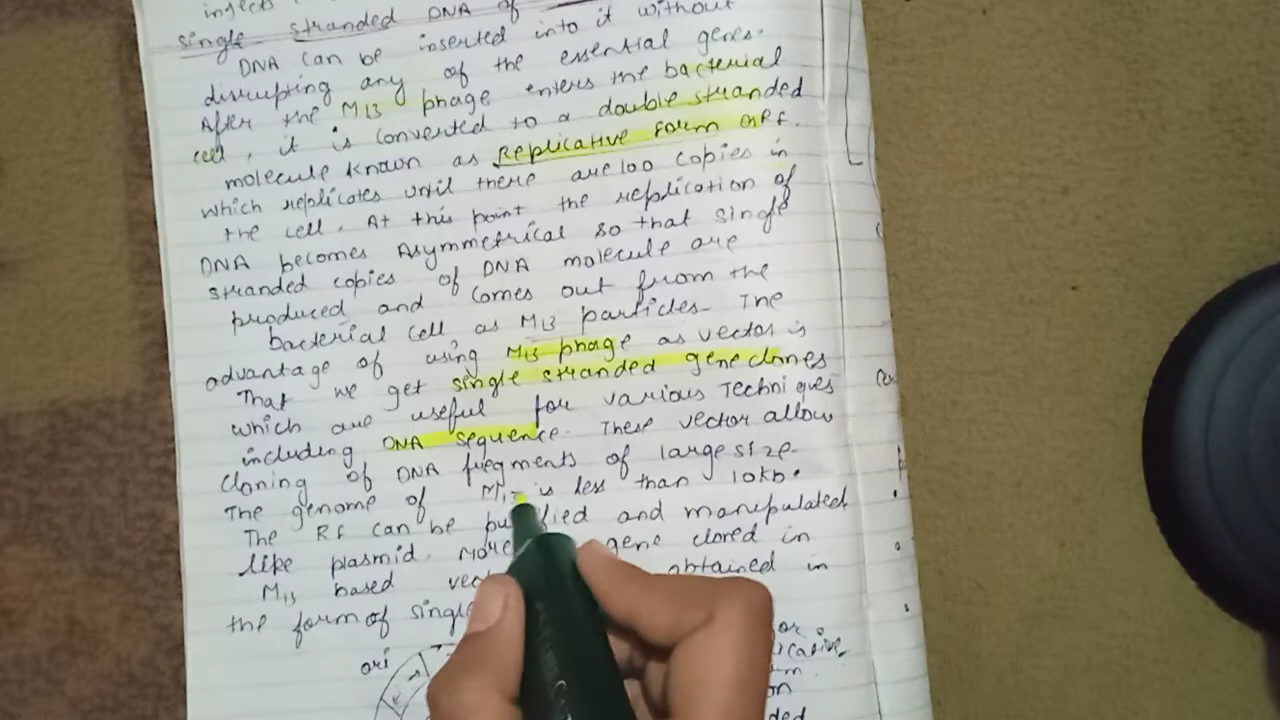 injects
single stranded DNA of
DNA can be inserted into it without
disrupting any of the essential genes.
After the M13 phage enters the bacterial
cell, it is converted to a double stranded
molecule known as Replicative form or RF.
which replicates until there are 100 copies in
the cell. At this point the replication of
DNA becomes Asymmetrical so that single
stranded copies of DNA molecule are
produced and comes out from the
bacterial cell as M13 particles. The
advantage of using M13 phage as vector is
That we get single stranded gene clones
which are useful for various Techniques
including DNA sequence. These vector allow
cloning of DNA fregments of large size.
The genome of M13 is less than 10kb.
The RF can be and manipulated
like plasmid. gene clored in
M13 based obtained in
the form of single
ori
or